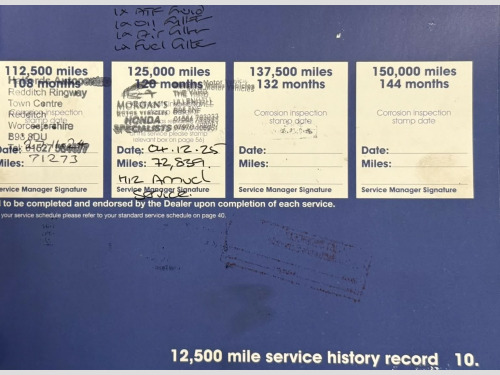 1x ATF Fluid
1x Oil Filter
1x Air Filter
1x Fuel Filter
112,500 miles
108 months
Redditch Ringway
Town Centre
Redditch
Worcestershire
B98 8DU
Miles:
71273
Service Manager Signature
125,000 miles
120 months
MORGAN'S
HONDA
SPECIALISTS
Date: 04.12.25
Miles: 72,839
M12 Annual
Service
Service Manager Signature
137,500 miles
132 months
Corrosion inspection
stamp date
Date:
Miles:
Service Manager Signature
150,000 miles
144 months
Corrosion inspection
stamp date
Date:
Miles:
Service Manager Signature
to be completed and endorsed by the Dealer upon completion of each service.
your service schedule please refer to your standard service schedule on page 40.
12,500 mile service history record 10.